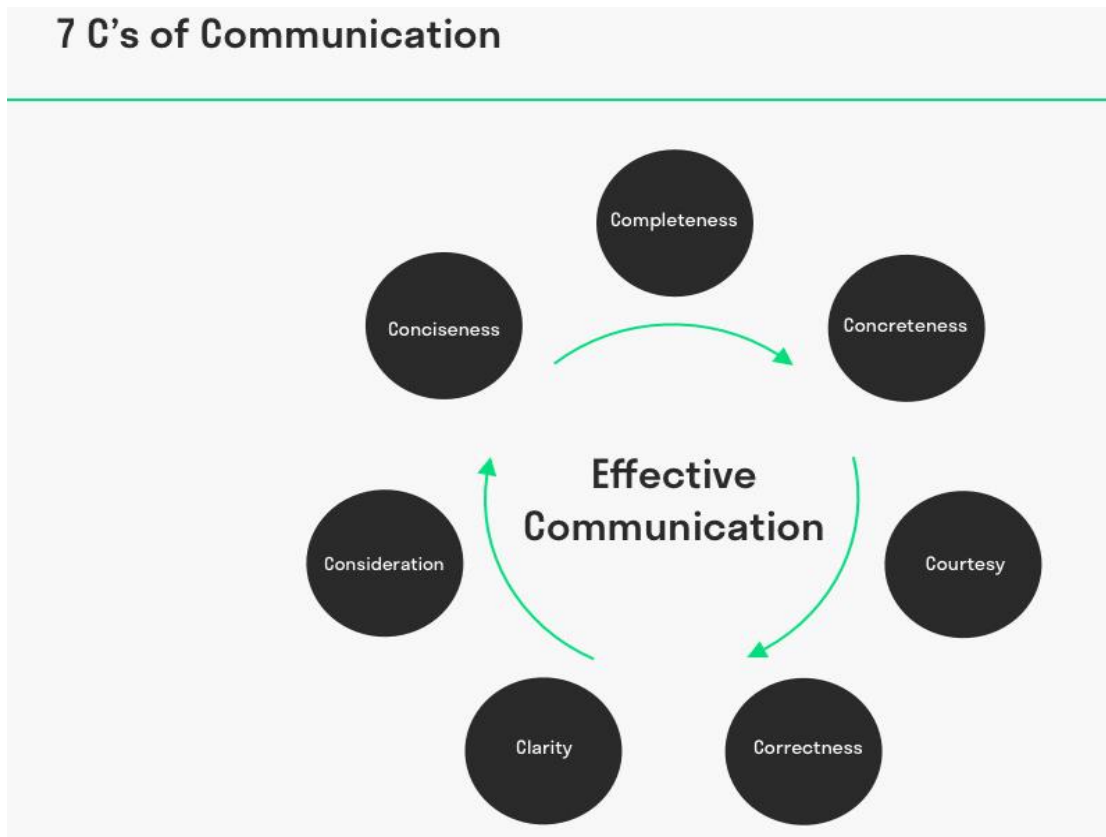 7 C's of Communication
Completeness
Concreteness
Conciseness
Effective
Communication
Courtesy
Consideration
Correctness
Clarity